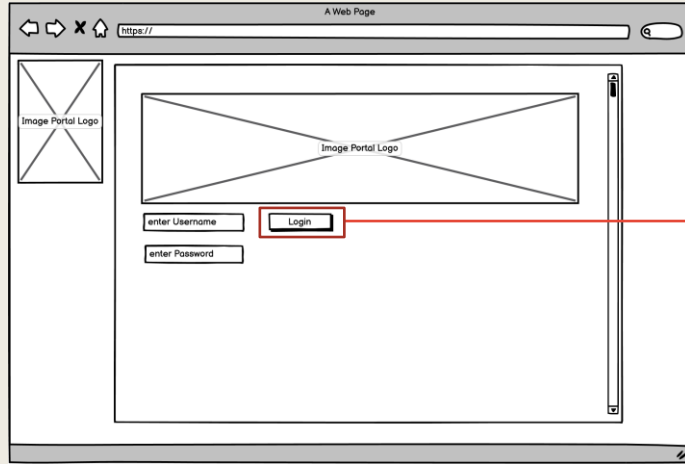 A Web Page
https://
Image Portal Logo
Image Portal Logo
enter Username
Login
enter Password